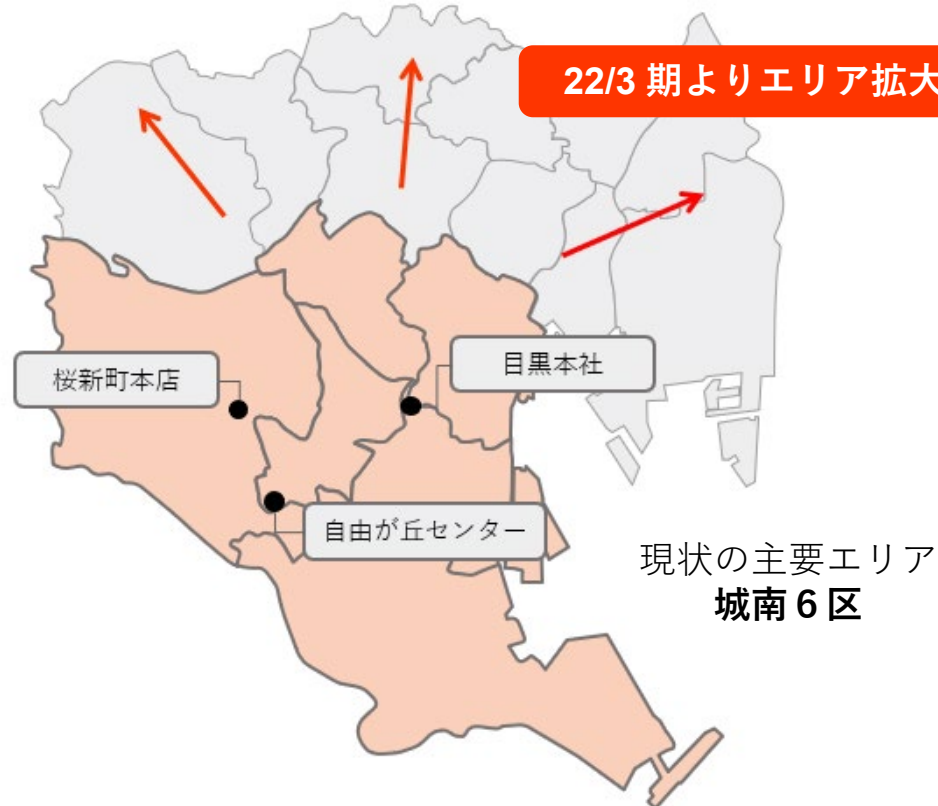 22/3 期よりエリア拡大
桜新町本店
目黒本社
自由が丘センター
現状の主要エリア
城南６区